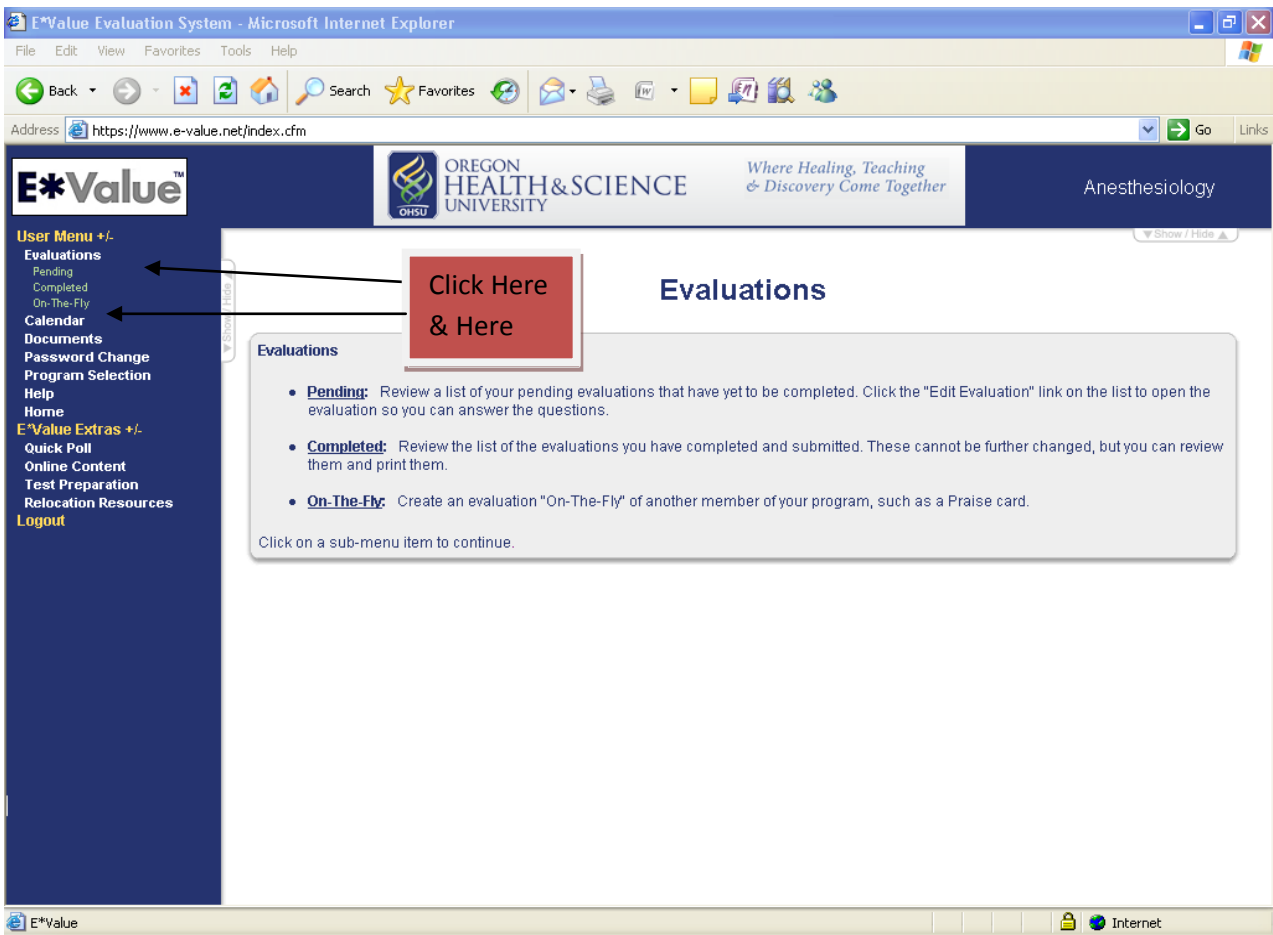 E*Value Evaluation System - Microsoft Internet Explorer
File Edit View Favorites Tools Help
Back Search Favorites
Address https://www.e-value.net/index.cfm Go Links
E*Value™
OHSU
OREGON
HEALTH&SCIENCE
UNIVERSITY
Where Healing, Teaching
& Discovery Come Together
Anesthesiology
▼Show / Hide▲
User Menu +/-
Evaluations
Pending
Completed
On-The-Fly
Calendar
Documents
Password Change
Program Selection
Help
Home
E*Value Extras +/-
Quick Poll
Online Content
Test Preparation
Relocation Resources
Logout
▼Show / Hide▲
Click Here
& Here
Evaluations
Evaluations
• Pending: Review a list of your pending evaluations that have yet to be completed. Click the "Edit Evaluation" link on the list to open the
evaluation so you can answer the questions.
• Completed: Review the list of the evaluations you have completed and submitted. These cannot be further changed, but you can review
them and print them.
• On-The-Fly: Create an evaluation "On-The-Fly" of another member of your program, such as a Praise card.
Click on a sub-menu item to continue.
E*Value Internet